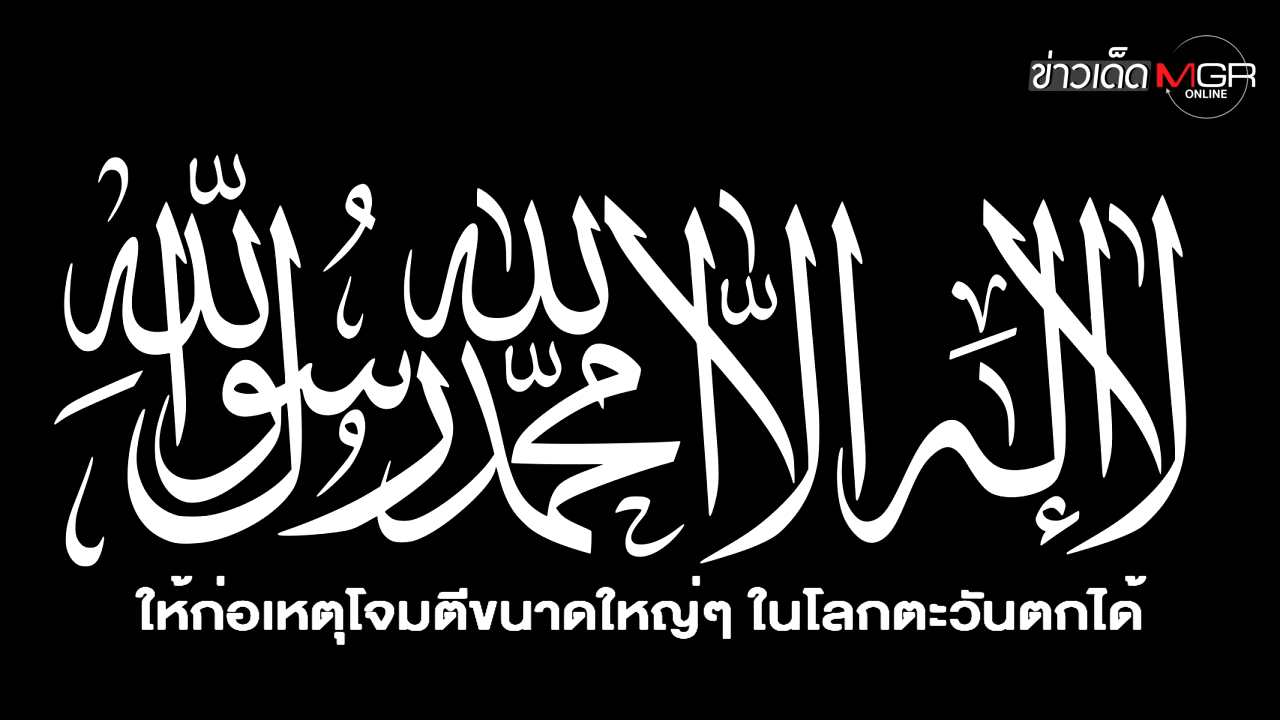 ข่าวเด็ด MGR
ONLINE
لا إله إلا الله محمد رسول الله
ให้ก่อเหตุโจมตีขนาดใหญ่ๆ ในโลกตะวันตกได้